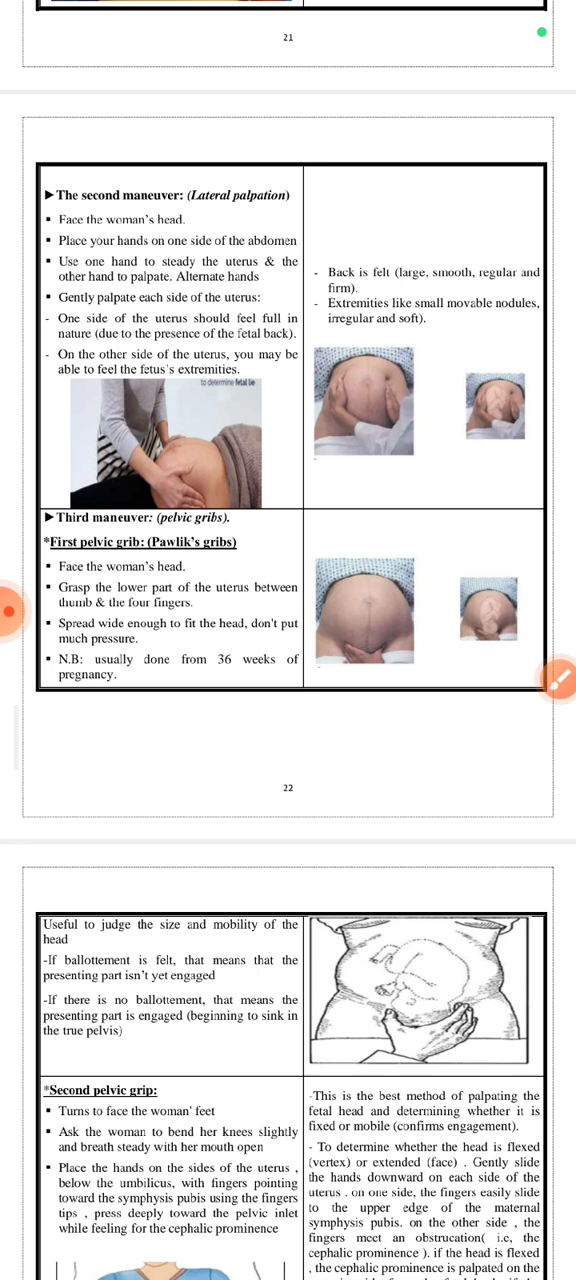 21
►The second maneuver: (Lateral palpation)
▪ Face the woman's head.
▪ Place your hands on one side of the abdomen
▪ Use one hand to steady the uterus & the
other hand to palpate. Alternate hands
▪ Gently palpate each side of the uterus:
- One side of the uterus should feel full in
nature (due to the presence of the fetal back).
- On the other side of the uterus, you may be
able to feel the fetus's extremities.
to determine fetal lie
- Back is felt (large, smooth, regular and
firm).
- Extremities like small movable nodules,
irregular and soft).
►Third maneuver: (pelvic gribs).
*First pelvic grib: (Pawlik's gribs)
▪ Face the woman's head.
▪ Grasp the lower part of the uterus between
thumb & the four fingers.
▪ Spread wide enough to fit the head, don't put
much pressure.
▪ N.B: usually done from 36 weeks of
pregnancy.
22
Useful to judge the size and mobility of the
head
-If ballottement is felt, that means that the
presenting part isn't yet engaged
-If there is no ballottement, that means the
presenting part is engaged (beginning to sink in
the true pelvis)
*Second pelvic grip:
▪ Turns to face the woman' feet
▪ Ask the woman to bend her knees slightly
and breath steady with her mouth open
▪ Place the hands on the sides of the uterus ,
below the umbilicus, with fingers pointing
toward the symphysis pubis using the fingers
tips , press deeply toward the pelvic inlet
while feeling for the cephalic prominence
-This is the best method of palpating the
fetal head and determining whether it is
fixed or mobile (confirms engagement).
- To determine whether the head is flexed
(vertex) or extended (face) . Gently slide
the hands downward on each side of the
uterus . on one side, the fingers easily slide
to the upper edge of the maternal
symphysis pubis. on the other side , the
fingers meet an obstrucation( i.e, the
cephalic prominence ). if the head is flexed
, the cephalic prominence is palpated on the